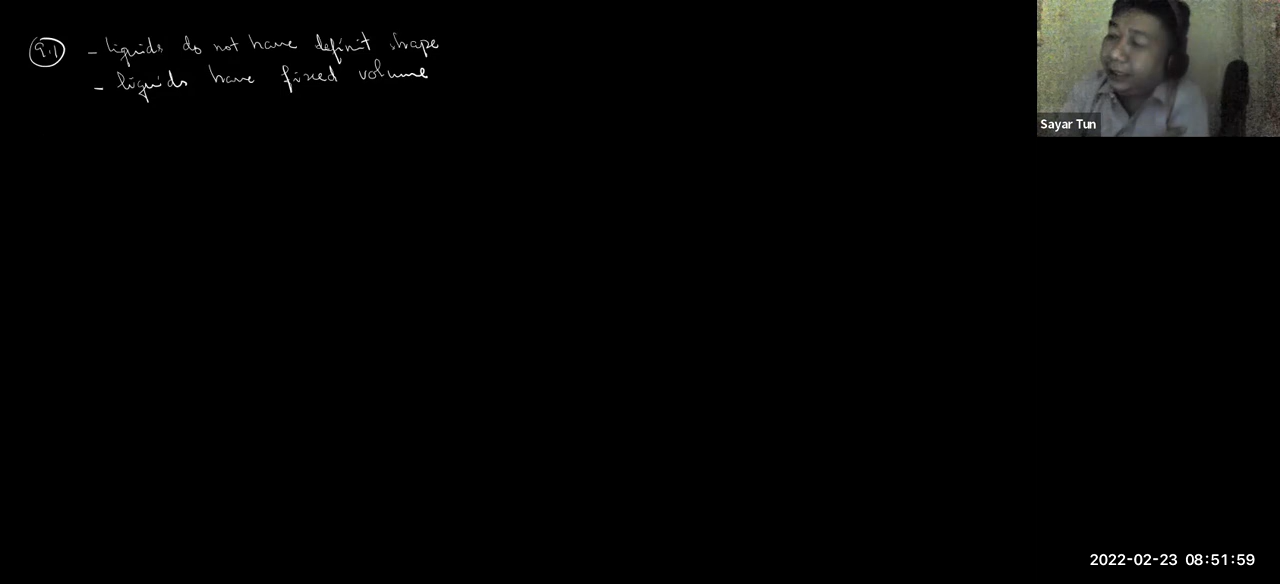 9.1 - liquids do not have definit shape
- liquids have fixed volume
Sayar Tun
2022-02-23 08:51:59